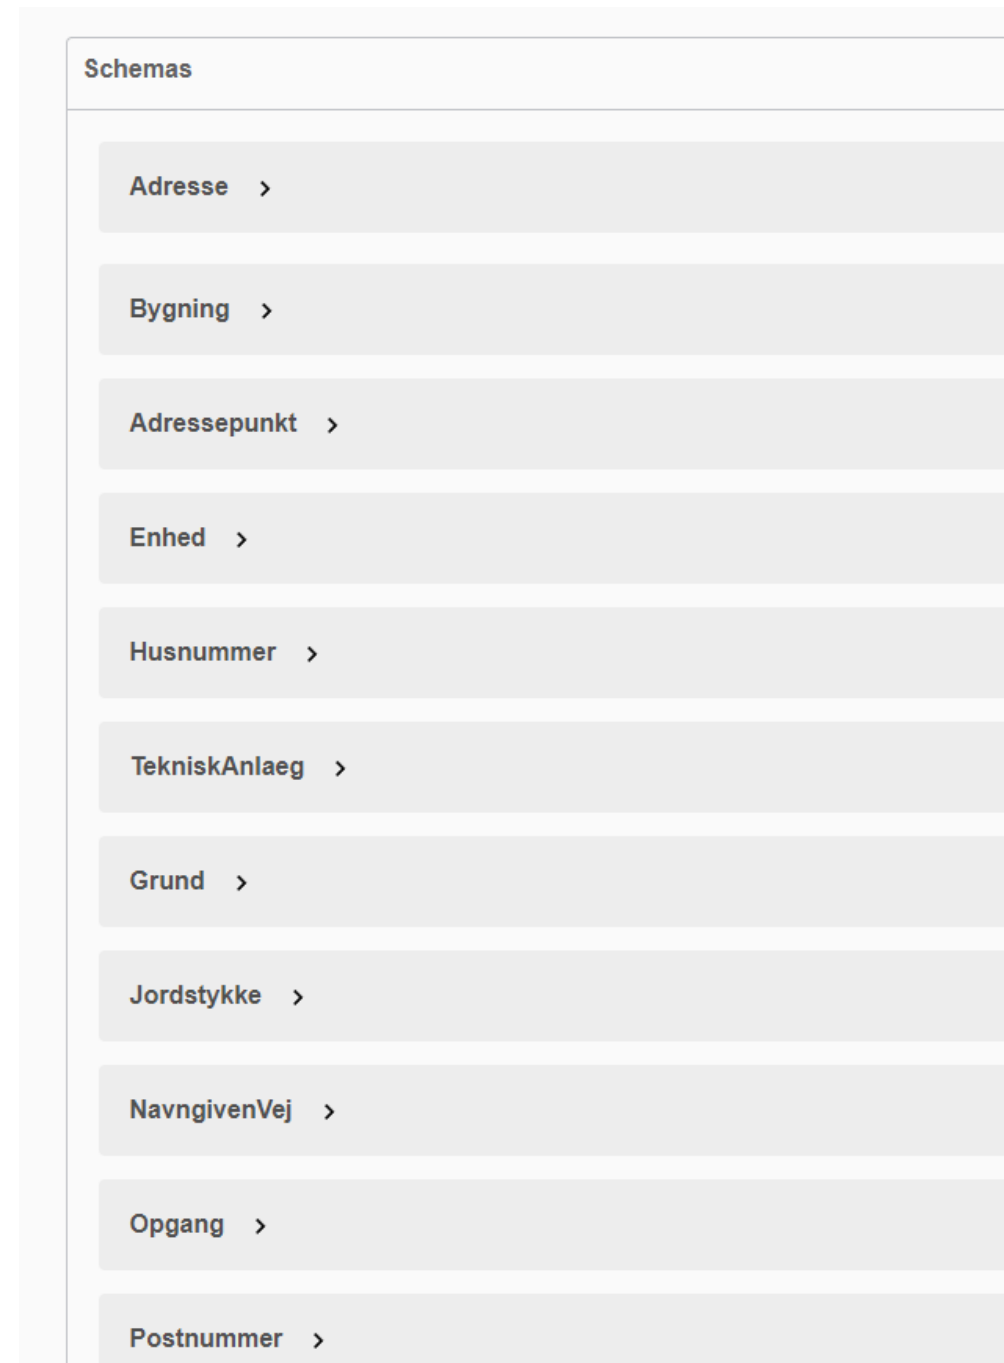 Schemas
Adresse
Bygning
Adressepunkt
Enhed
Husnummer
TekniskAnlaeg
Grund
Jordstykke
NavngivenVej
Opgang
Postnummer